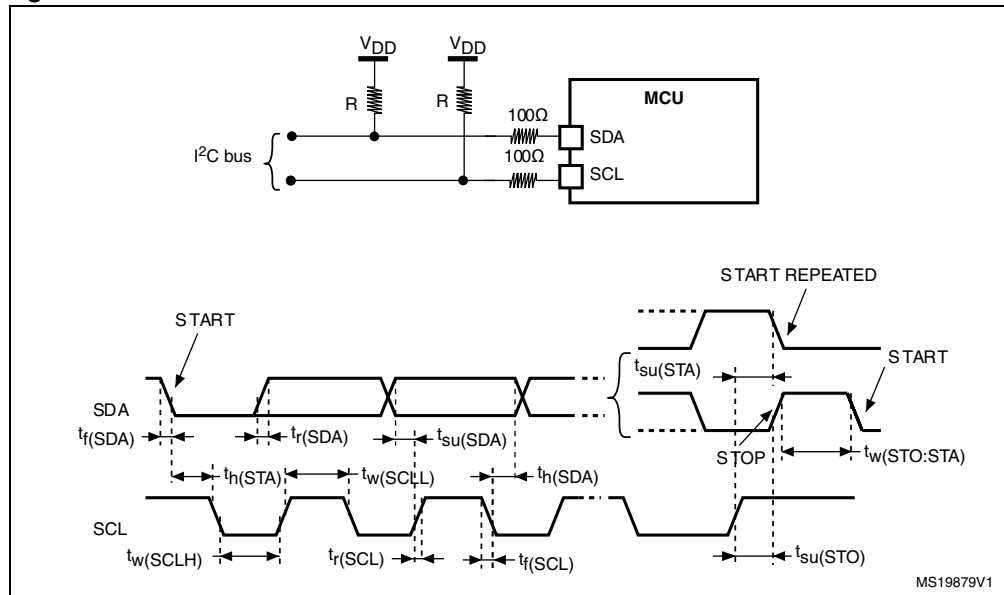 VDD VDD
MCU
R R
100Ω
SDA
100Ω
SCL
I²C bus
START REPEATED
START
START
tsu(STA)
SDA
tf(SDA) tr(SDA) tsu(SDA)
STOP
tw(STO:STA)
th(STA) tw(SCLL) th(SDA)
SCL
tw(SCLH) tr(SCL) tf(SCL) tsu(STO)
MS19879V1